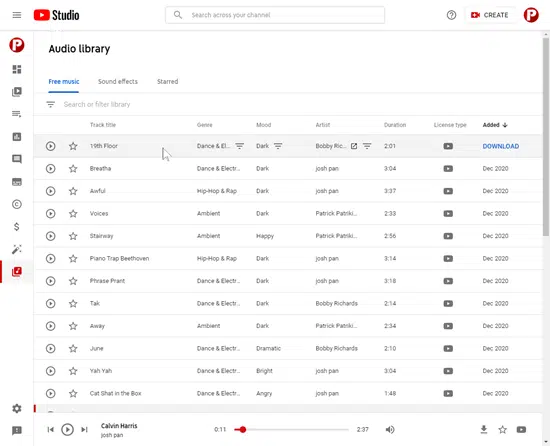 Studio
Search across your channel
CREATE
P
P
Audio library
Free music Sound effects Starred
Search or filter library
Track title Genre Mood Artist Duration License type Added
19th Floor Dance & El... Dark Bobby Ric... 2:01 DOWNLOAD
Breatha Dance & Electr... Dark josh pan 3:04 Dec 2020
Awful Hip-Hop & Rap Dark josh pan 3:37 Dec 2020
Voices Ambient Dark Patrick Patriki... 2:33 Dec 2020
Stairway Ambient Happy Patrick Patriki... 2:56 Dec 2020
Piano Trap Beethoven Hip-Hop & Rap Dark josh pan 3:14 Dec 2020
Phrase Prant Dance & Electr... Dark josh pan 3:18 Dec 2020
Tak Dance & Electr... Dark Bobby Richards 2:14 Dec 2020
Away Ambient Dark Patrick Patriki... 2:34 Dec 2020
June Dance & Electr... Dramatic Bobby Richards 2:10 Dec 2020
Yah Yah Dance & Electr... Bright josh pan 3:04 Dec 2020
Cat Shat in the Box Dance & Electr... Angry josh pan 1:48 Dec 2020
Calvin Harris
josh pan
0:11 2:37